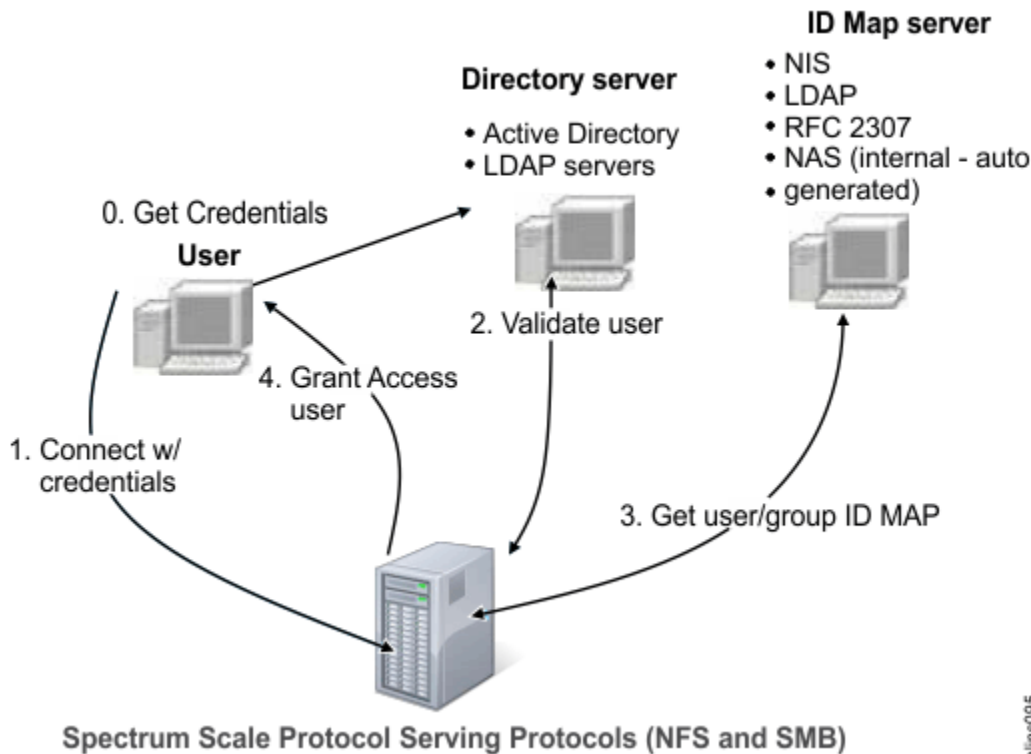 ID Map server
• NIS
• LDAP
• RFC 2307
• NAS (internal - auto
• generated)
Directory server
• Active Directory
• LDAP servers
0. Get Credentials
User
2. Validate user
4. Grant Access
user
1. Connect w/
credentials
3. Get user/group ID MAP
Spectrum Scale Protocol Serving Protocols (NFS and SMB)